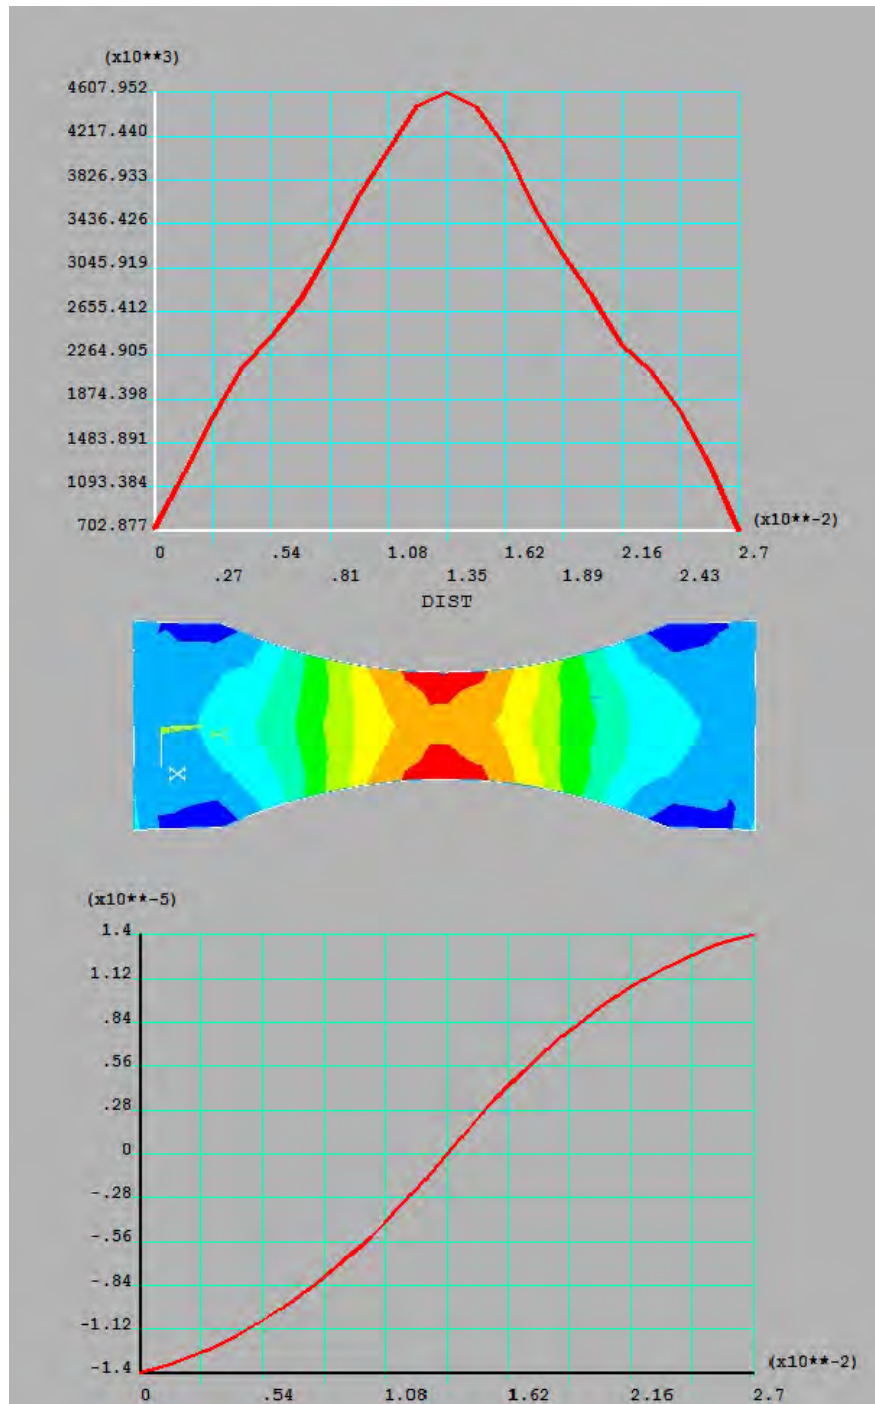 (x10**3)
4607.952
4217.440
3826.933
3436.426
3045.919
2655.412
2264.905
1874.398
1483.891
1093.384
702.877
(x10**-2)
0 .54 1.08 1.62 2.16 2.7
.27 .81 1.35 1.89 2.43
DIST
X
(x10**-5)
1.4
1.12
.84
.56
.28
0
-.28
-.56
-.84
-1.12
-1.4
(x10**-2)
0 .54 1.08 1.62 2.16 2.7